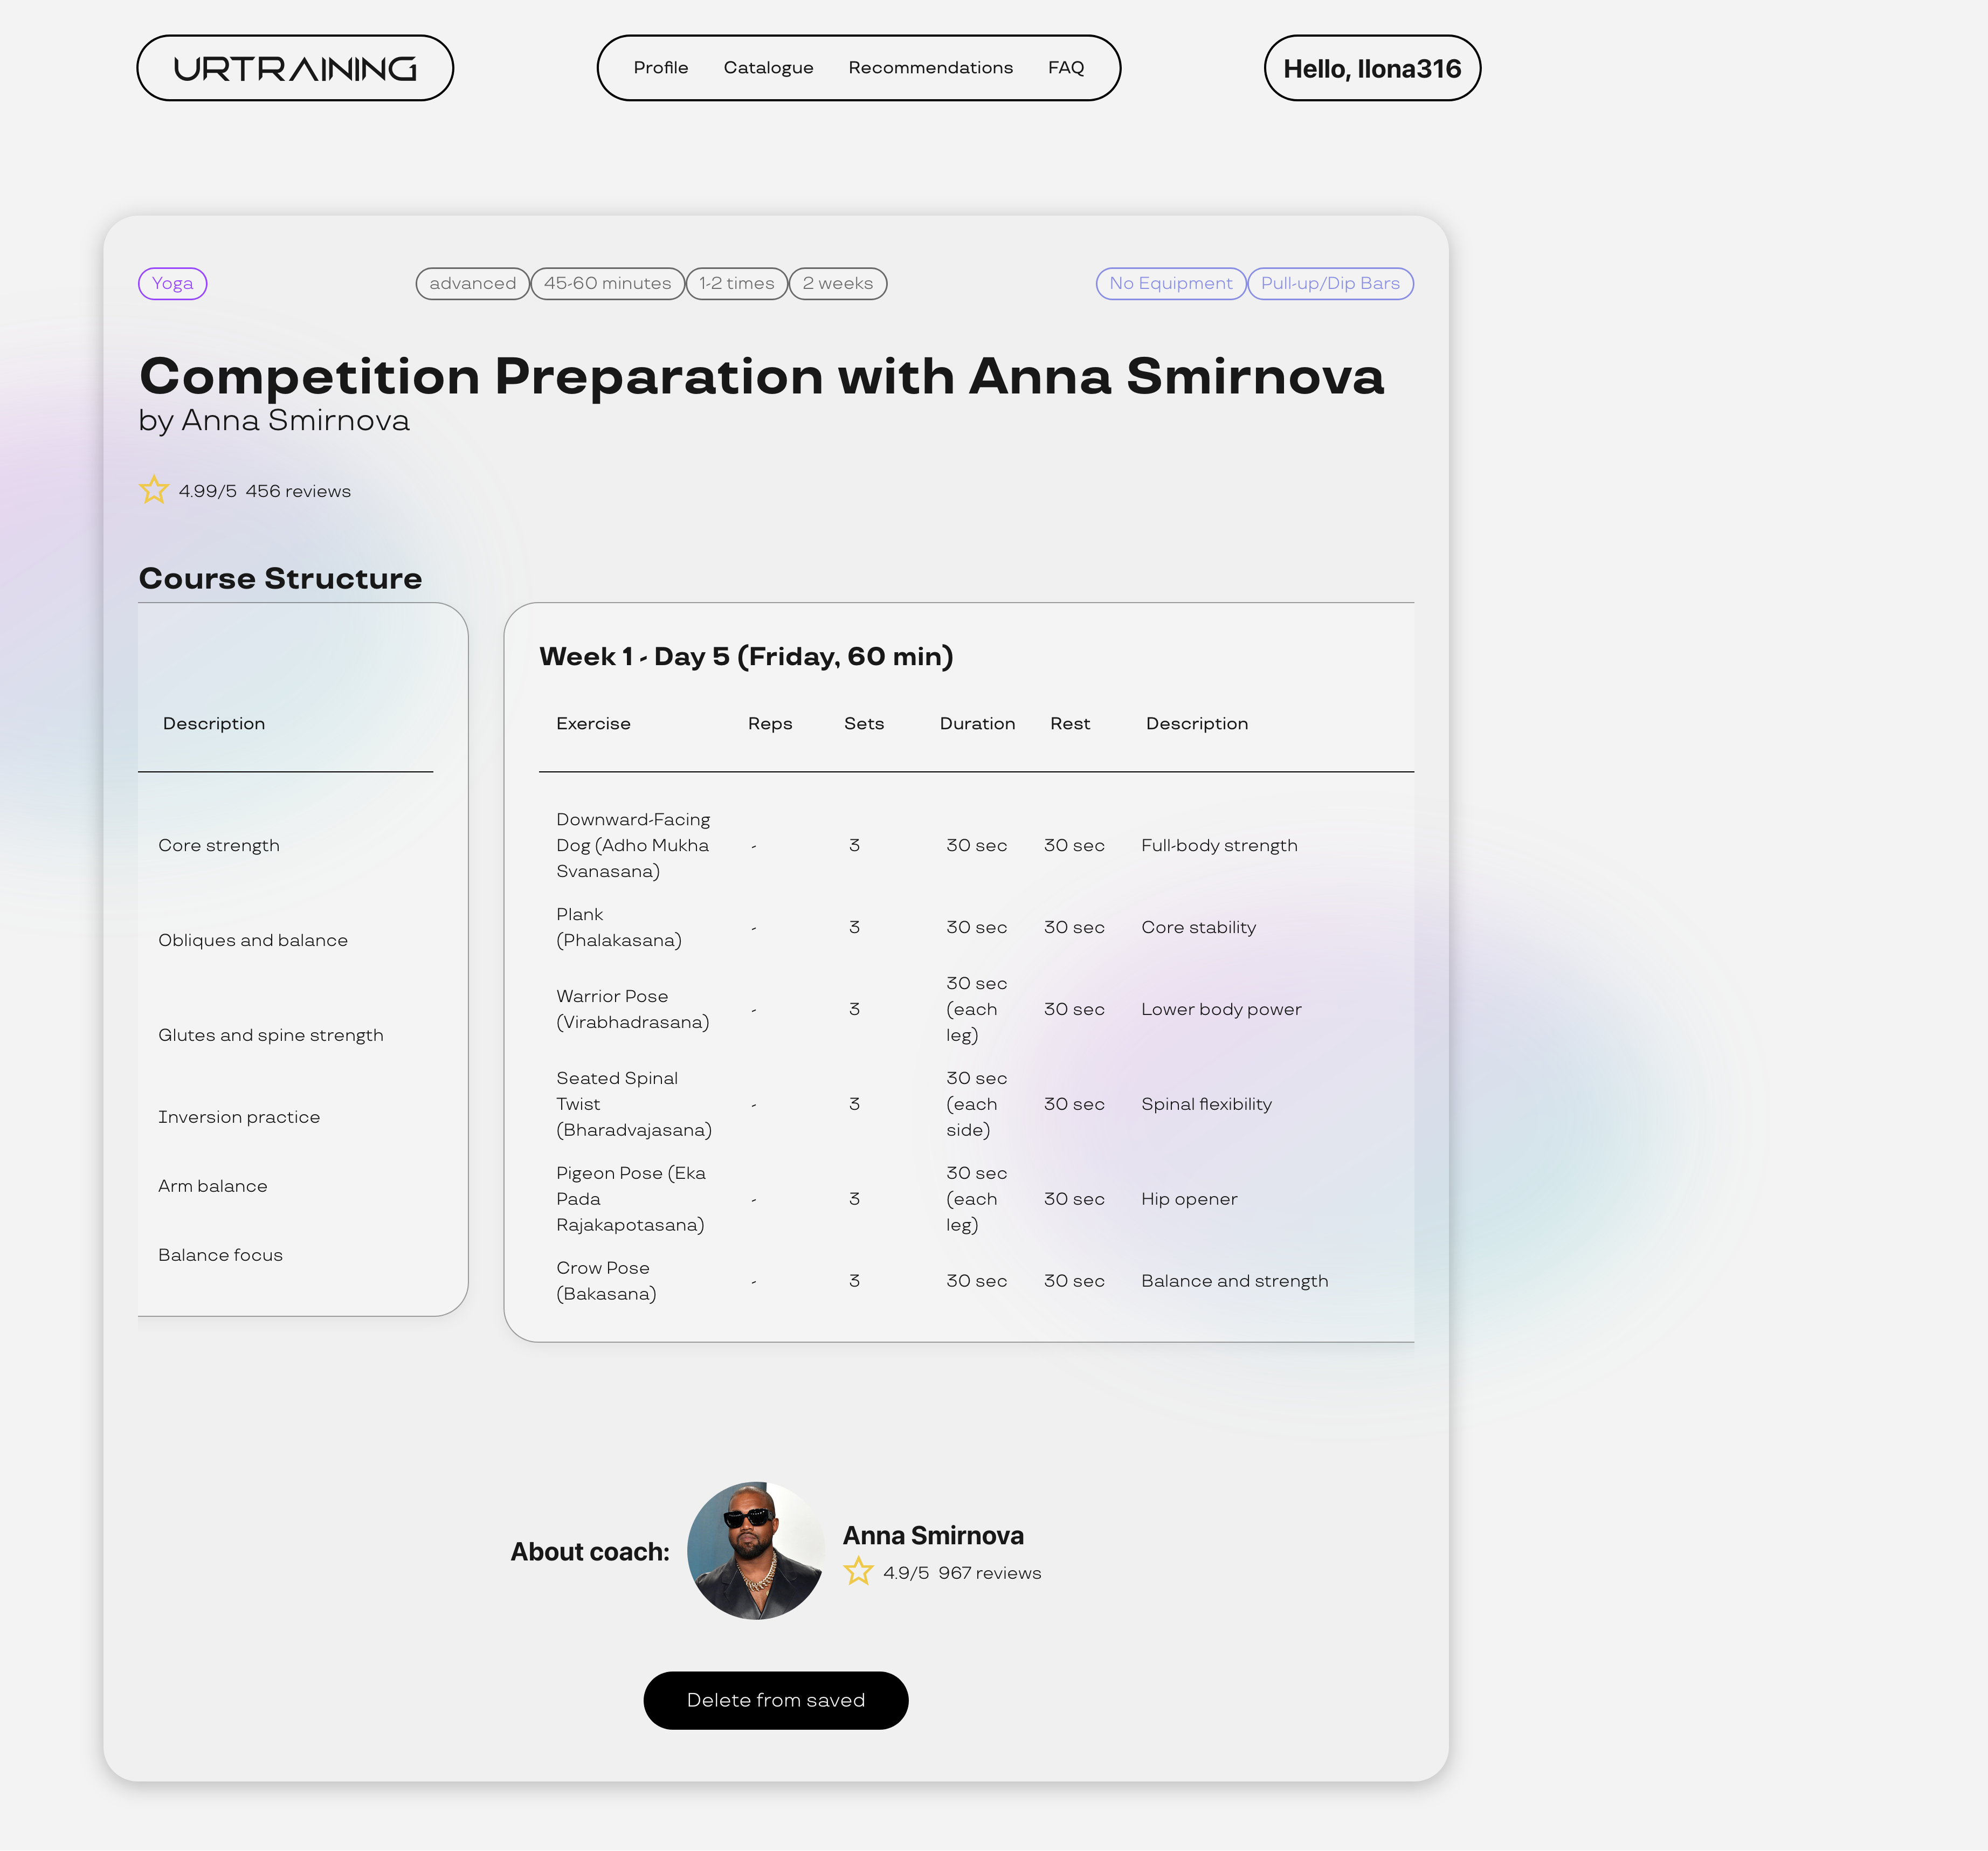 URTRAINING
Profile Catalogue Recommendations FAQ
Hello, Ilona316
Yoga
advanced 45-60 minutes 1-2 times 2 weeks
No Equipment Pull-up/Dip Bars
Competition Preparation with Anna Smirnova
by Anna Smirnova
4.99/5 456 reviews
Course Structure
Description
Core strength
Obliques and balance
Glutes and spine strength
Inversion practice
Arm balance
Balance focus
Week 1 - Day 5 (Friday, 60 min)
Exercise Reps Sets Duration Rest Description
Downward-Facing
Dog (Adho Mukha
Svanasana)
- 3 30 sec 30 sec Full-body strength
Plank
(Phalakasana)
- 3 30 sec 30 sec Core stability
Warrior Pose
(Virabhadrasana)
- 3
30 sec
(each
leg)
30 sec Lower body power
Seated Spinal
Twist
(Bharadvajasana)
- 3
30 sec
(each
side)
30 sec Spinal flexibility
Pigeon Pose (Eka
Pada
Rajakapotasana)
- 3
30 sec
(each
leg)
30 sec Hip opener
Crow Pose
(Bakasana)
- 3 30 sec 30 sec Balance and strength
About coach:
Anna Smirnova
4.9/5 967 reviews
Delete from saved